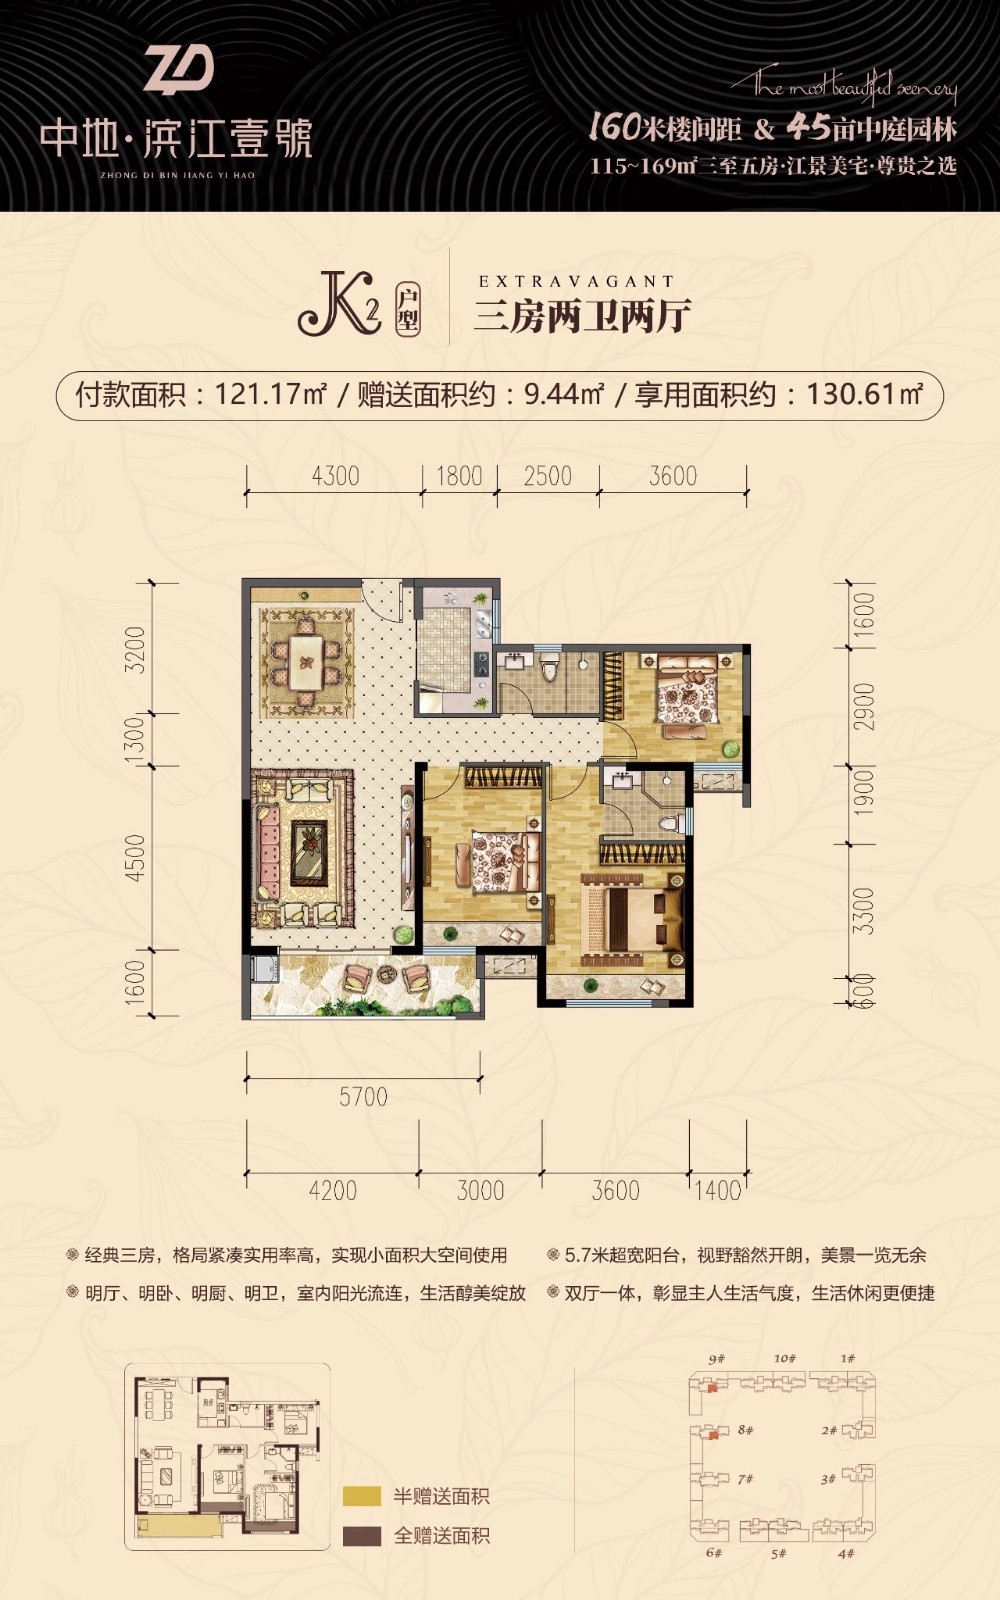 ZD
The most beautiful seenery
中地·滨江壹號
160米楼间距 & 45亩中庭园林
ZHONG DI BIN JIANG YI HAO
115~169㎡三至五房·江景美宅·尊贵之选
K2 户型
EXTRAVAGANT
三房两卫两厅
付款面积：121.17㎡ / 赠送面积约：9.44㎡ / 享用面积约：130.61㎡
4300 1800 2500 3600
3200
1300
4500
1600
1600
2900
1900
3300
600
5700
4200 3000 3600 1400
经典三房，格局紧凑实用率高，实现小面积大空间使用
5.7米超宽阳台，视野豁然开朗，美景一览无余
明厅、明卧、明厨、明卫，室内阳光流连，生活醇美绽放
双厅一体，彰显主人生活气度，生活休闲更便捷
半赠送面积
全赠送面积
9# 10# 1#
8# 2#
7# 3#
6# 5# 4#